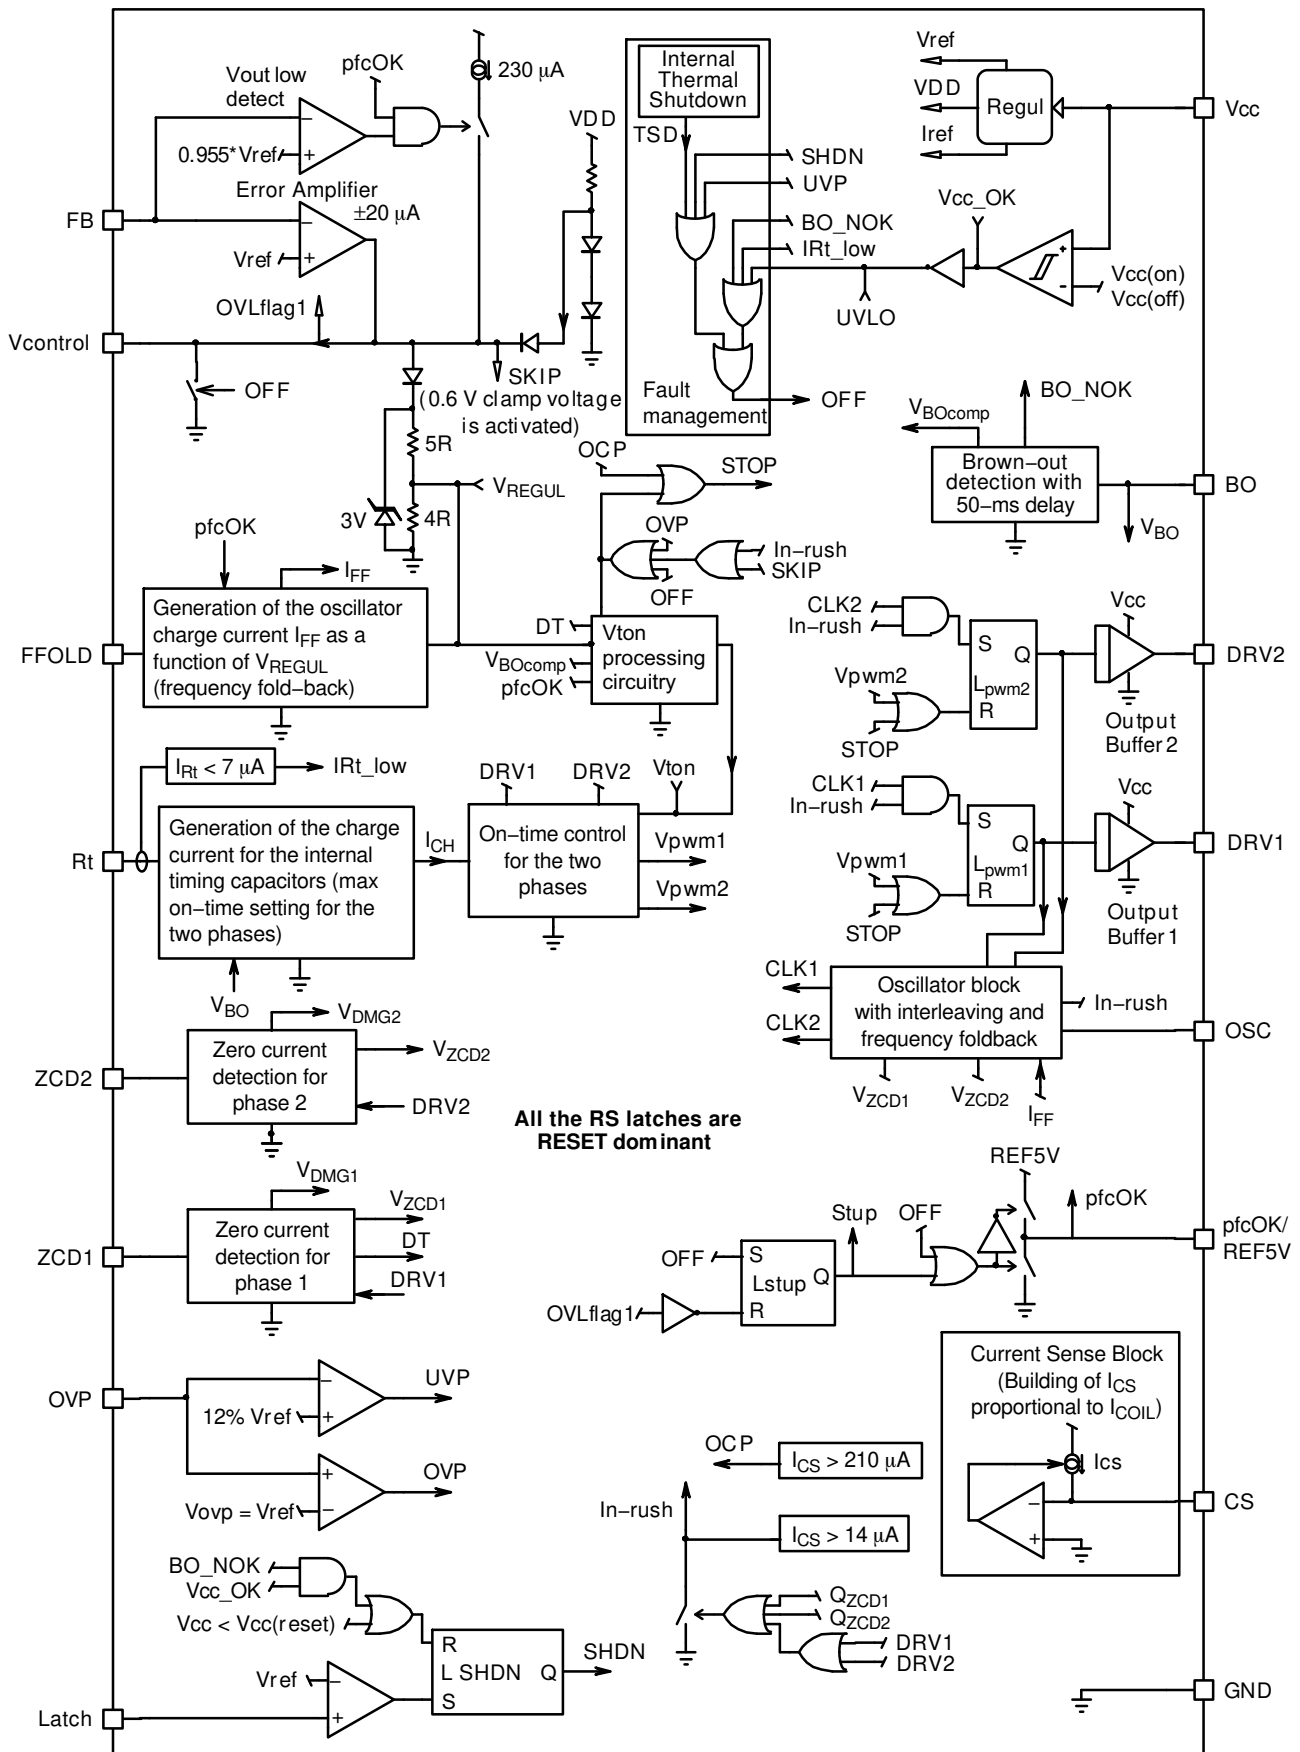 Vout low
detect
pfcOK
230 µA
0.955*Vref
−
+
Error Amplifier
±20 µA
FB
−
Vref
+
VDD
OVLflag1
Vcontrol
OFF
SKIP
(0.6 V clamp voltage
is activated)
5R
VREGUL
3V
4R
Internal
Thermal
Shutdown
TSD
SHDN
UVP
BO_NOK
IRt_low
UVLO
Fault
management
OFF
Vref
VDD
Iref
Regul
Vcc
Vcc_OK
+
−
Vcc(on)
Vcc(off)
VBOcomp
BO_NOK
Brown−out
detection with
50−ms delay
BO
VBO
OCP
STOP
OVP
In−rush
SKIP
OFF
pfcOK
IFF
Generation of the oscillator
charge current IFF as a
function of VREGUL
(frequency fold−back)
FFOLD
DT
VBOcomp
pfcOK
Vton
processing
circuitry
CLK2
In−rush
Vpwm2
STOP
S
Q
Lpwm2
R
Vcc
DRV2
Output
Buffer 2
IRt < 7 µA
IRt_low
Rt
Generation of the charge
current for the internal
timing capacitors (max
on−time setting for the
two phases)
ICH
VBO
DRV1
DRV2
Vton
On−time control
for the two
phases
Vpwm1
Vpwm2
CLK1
In−rush
Vpwm1
STOP
S
Q
Lpwm1
R
Vcc
DRV1
Output
Buffer 1
CLK1
CLK2
Oscillator block
with interleaving and
frequency foldback
In−rush
OSC
VZCD1
VZCD2
IFF
VDMG2
ZCD2
Zero current
detection for
phase 2
VZCD2
DRV2
All the RS latches are
RESET dominant
VDMG1
ZCD1
Zero current
detection for
phase 1
VZCD1
DT
DRV1
OFF
OVLflag1
S
Lstup
Q
R
Stup
OFF
REF5V
pfcOK
pfcOK/
REF5V
OVP
−
12% Vref
+
UVP
+
Vovp = Vref
−
OVP
Current Sense Block
(Building of ICS
proportional to ICOIL)
Ics
−
+
CS
OCP
ICS > 210 µA
In−rush
ICS > 14 µA
QZCD1
QZCD2
DRV1
DRV2
BO_NOK
Vcc_OK
Vcc < Vcc(reset)
R
L SHDN
Q
S
SHDN
Vref
−
+
Latch
GND